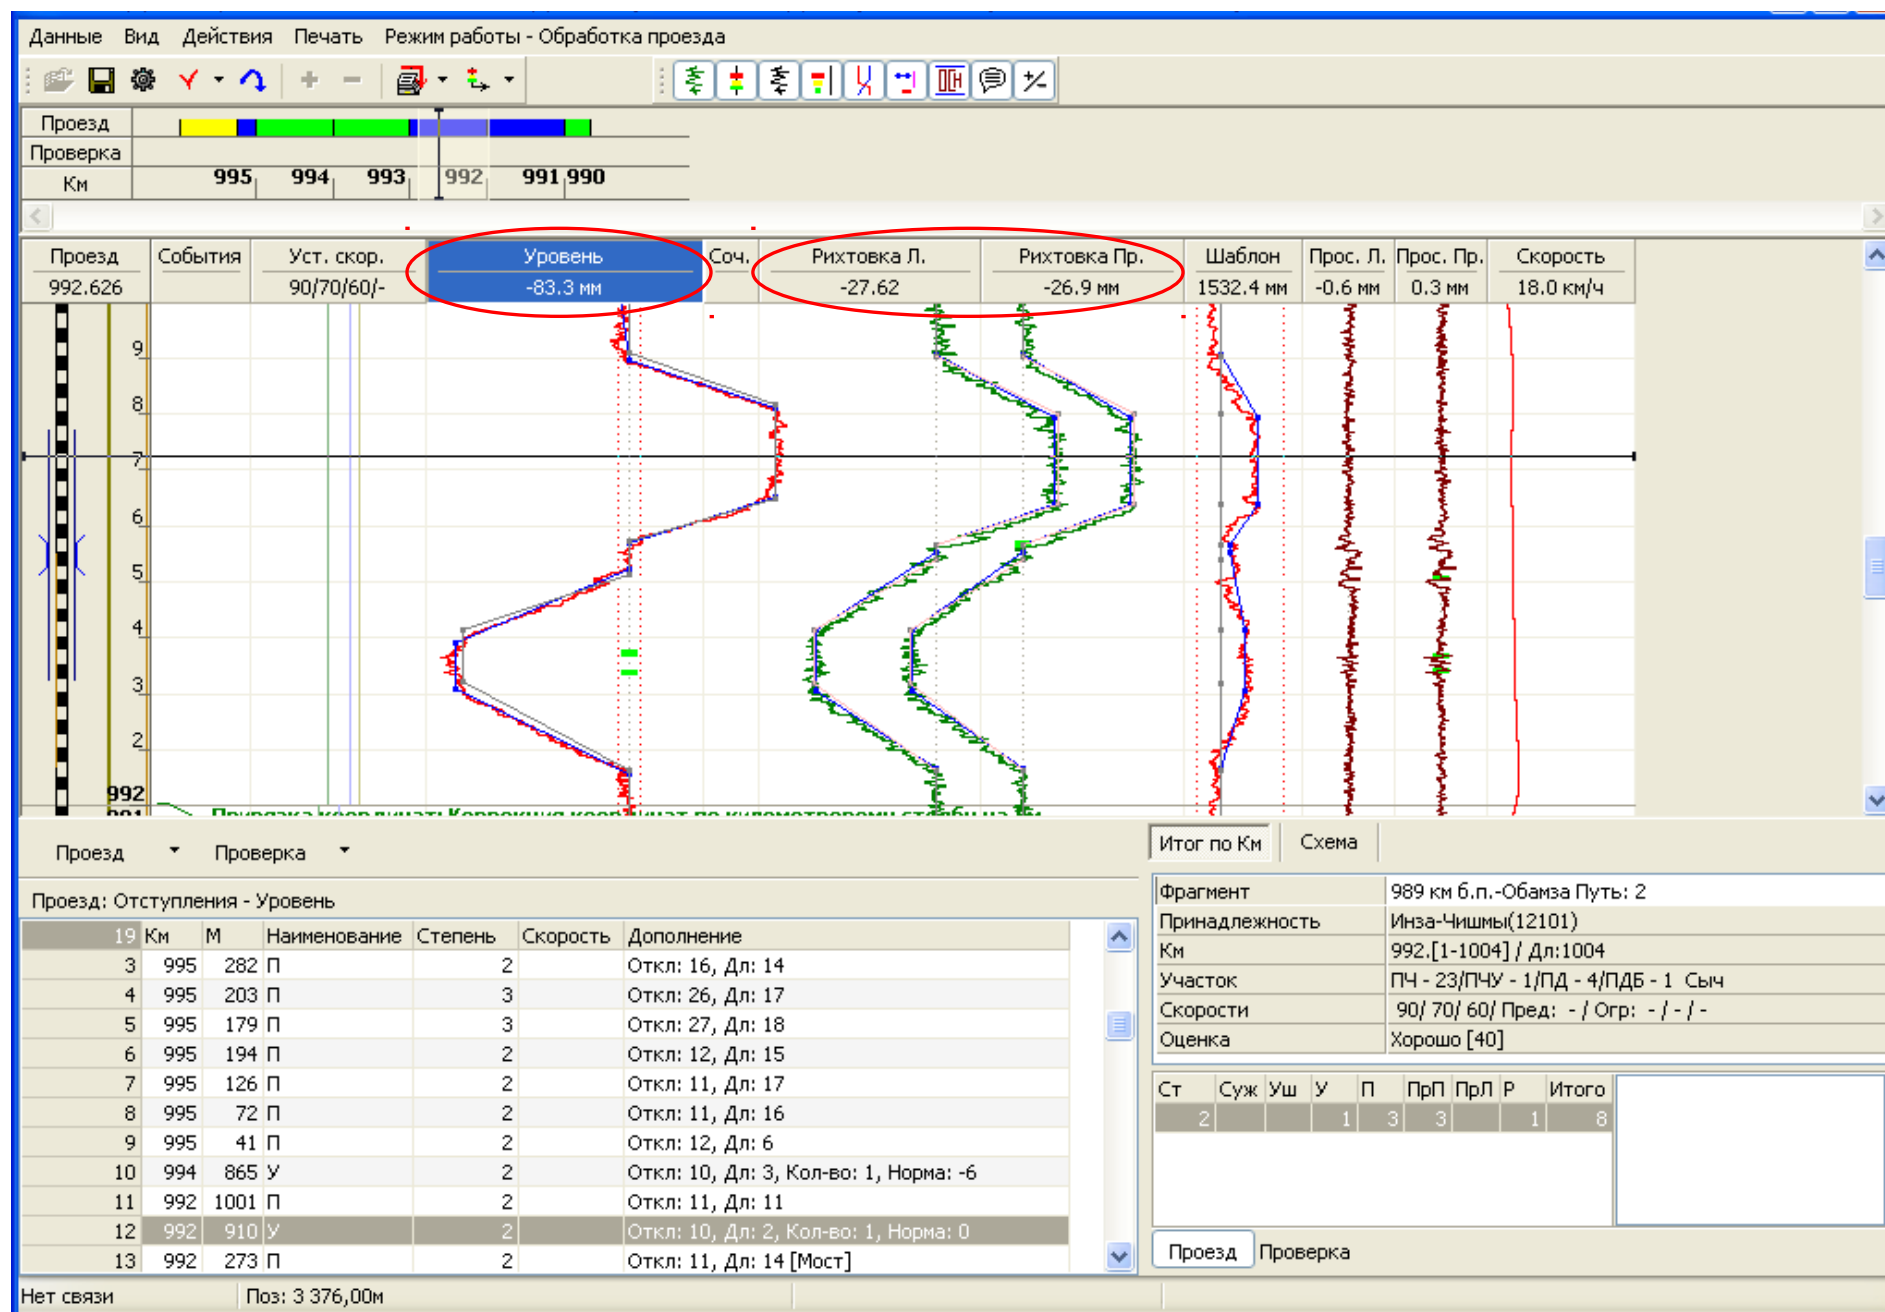 Данные Вид Действия Печать Режим работы - Обработка проезда
Проезд
Проверка
Км 995 994 993 992 991 990
Проезд События Уст. скор. Уровень Соч. Рихтовка Л. Рихтовка Пр. Шаблон Прос. Л. Прос. Пр. Скорость
992.626 90/70/60/- -83.3 мм -27.62 -26.9 мм 1532.4 мм -0.6 мм 0.3 мм 18.0 км/ч
9
8
7
6
5
4
3
2
992
991 Привязка координат: Коррекция координат по километровому столбу на км
Проезд Проверка
Проезд: Отступления - Уровень
19 Км М Наименование Степень Скорость Дополнение
3 995 282 П 2 Откл: 16, Дл: 14
4 995 203 П 3 Откл: 26, Дл: 17
5 995 179 П 3 Откл: 27, Дл: 18
6 995 194 П 2 Откл: 12, Дл: 15
7 995 126 П 2 Откл: 11, Дл: 17
8 995 72 П 2 Откл: 11, Дл: 16
9 995 41 П 2 Откл: 12, Дл: 6
10 994 865 У 2 Откл: 10, Дл: 3, Кол-во: 1, Норма: -6
11 992 1001 П 2 Откл: 11, Дл: 11
12 992 910 У 2 Откл: 10, Дл: 2, Кол-во: 1, Норма: 0
13 992 273 П 2 Откл: 11, Дл: 14 [Мост]
Итог по Км Схема
Фрагмент 989 км б.п.-Обамза Путь: 2
Принадлежность Инза-Чишмы(12101)
Км 992.[1-1004] / Дл:1004
Участок ПЧ - 23/ПЧУ - 1/ПД - 4/ПДБ - 1 Сыч
Скорости 90/ 70/ 60/ Пред: - / Огр: - / - / -
Оценка Хорошо [40]
Ст Суж Уш У П ПрП ПрЛ Р Итого
2 1 3 3 1 8
Проезд Проверка
Нет связи Поз: 3 376,00м